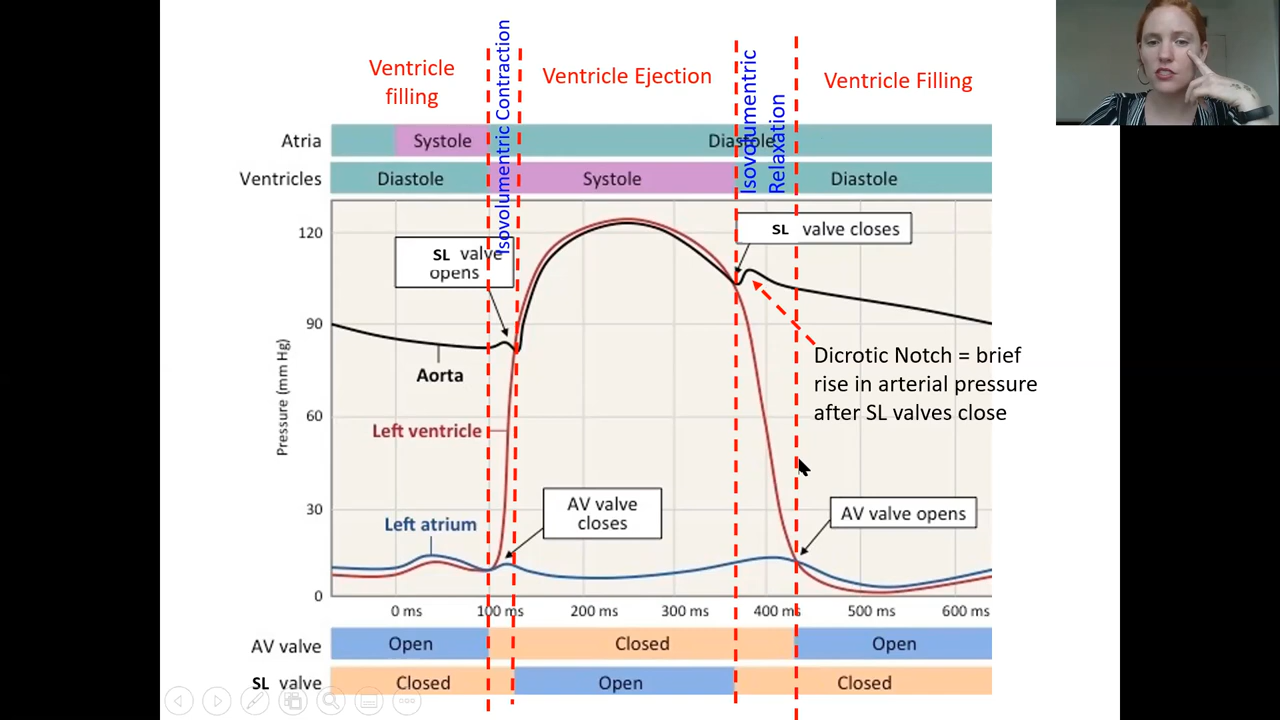 Ventricle
filling
Isovolumentric Contraction
Ventricle Ejection
Isovolumentric
Relaxation
Ventricle Filling
Atria
Systole
Diastole
Ventricles
Diastole
Systole
Diastole
120
90
60
30
0
Pressure (mm Hg)
SL valve
opens
SL valve closes
Aorta
Dicrotic Notch = brief
rise in arterial pressure
after SL valves close
Left ventricle
AV valve
closes
AV valve opens
Left atrium
0 ms
100 ms
200 ms
300 ms
400 ms
500 ms
600 ms
AV valve
Open
Closed
Open
SL valve
Closed
Open
Closed